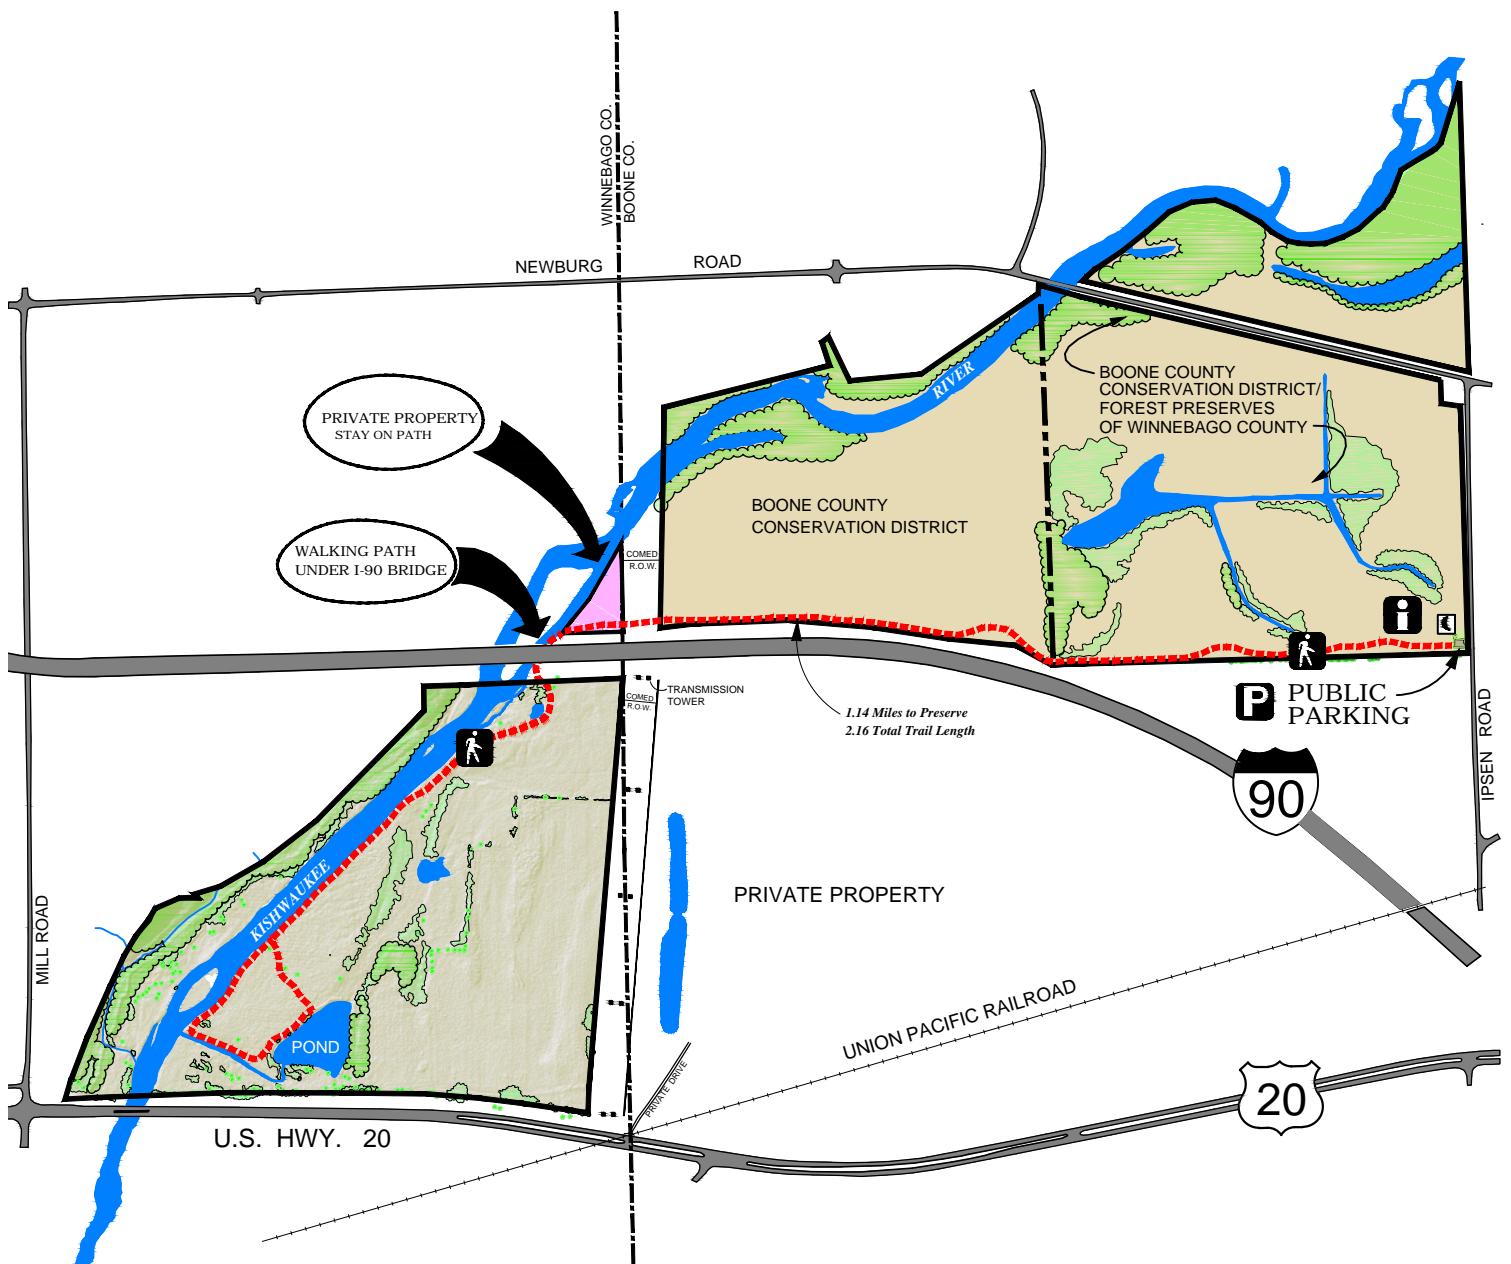 WINNEBAGO CO.
BOONE CO.
NEWBURG ROAD
PRIVATE PROPERTY
STAY ON PATH
WALKING PATH
UNDER I-90 BRIDGE
RIVER
BOONE COUNTY
CONSERVATION DISTRICT/
FOREST PRESERVES
OF WINNEBAGO COUNTY
BOONE COUNTY
CONSERVATION DISTRICT
COMED
R.O.W.
COMED
R.O.W.
TRANSMISSION
TOWER
1.14 Miles to Preserve
2.16 Total Trail Length
i
P
PUBLIC
PARKING
IPSEN ROAD
90
MILL ROAD
KISHWAUKEE
PRIVATE PROPERTY
POND
UNION PACIFIC RAILROAD
PRIVATE DRIVE
U.S. HWY. 20
20